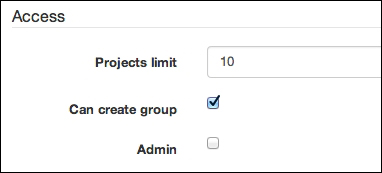 Access
Projects limit 10
Can create group
Admin